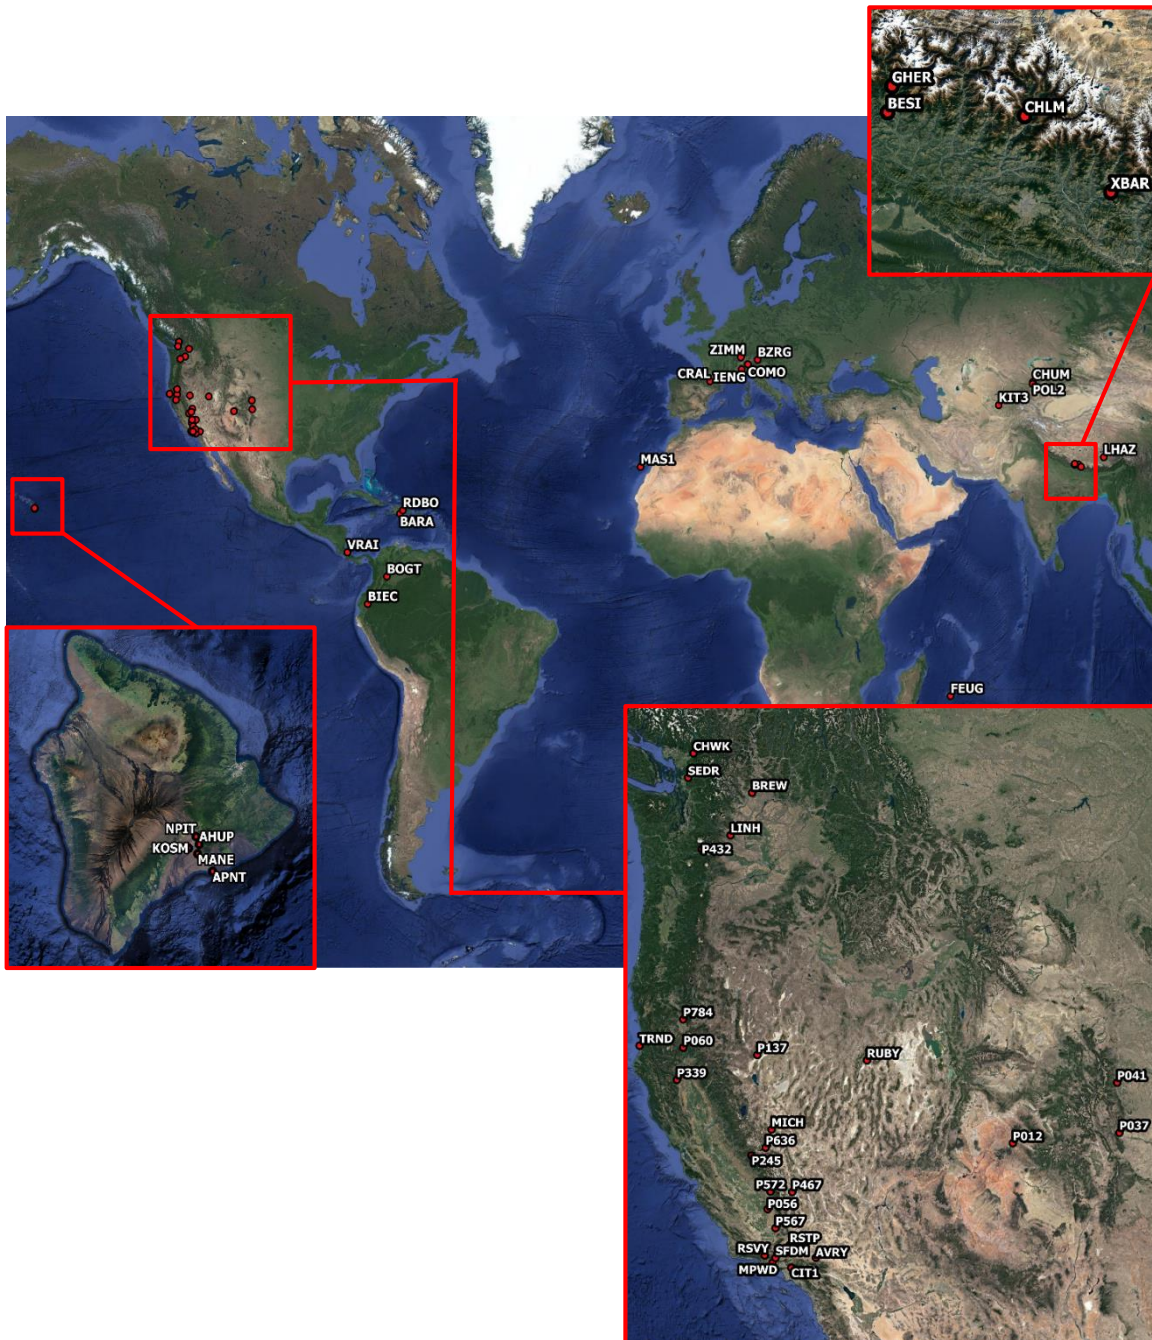 GHER
BESI
CHLM
XBAR
ZIMM
BZRG
CRAL
IENG
COMO
CHUM
POL2
KIT3
MAS1
LHAZ
RDBO
BARA
VRAI
BOGT
BIEC
FEUG
NPIT
AHUP
KOSM
MANE
APNT
CHWK
SEDR
BREW
LINH
P432
P784
TRND
P060
P137
RUBY
P339
P041
MICH
P037
P636
P012
P245
P572
P467
P056
P567
RSTP
RSVY
SFDM
AVRY
MPWD
CIT1